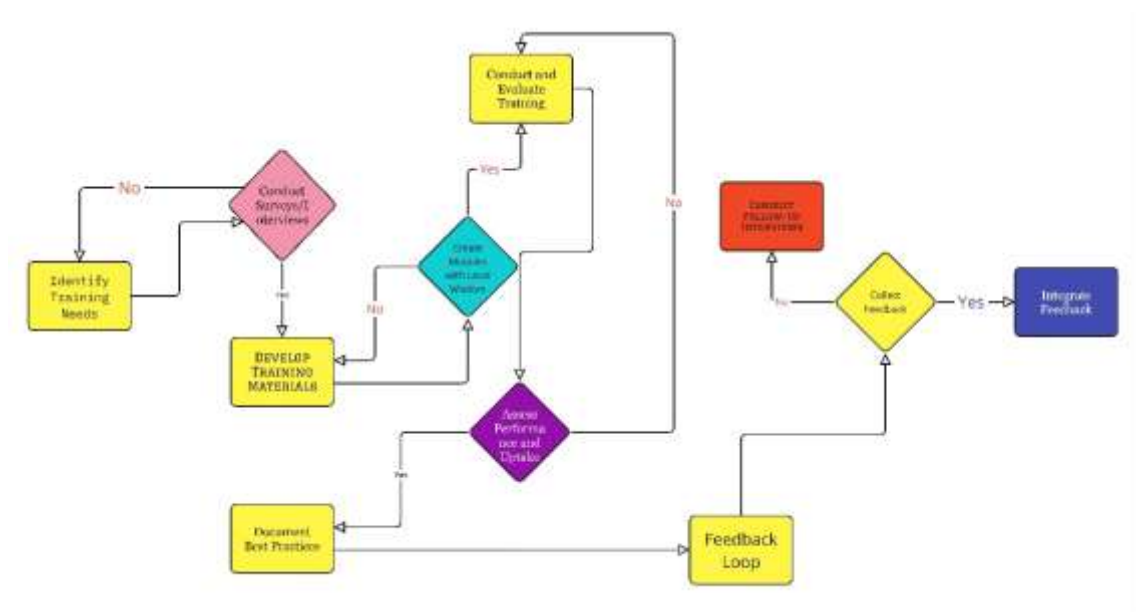 Conduct and
Evaluate
Training
Yes
No
Conduct
Surveys/I
nterviews
No
Identify
Training
Needs
Yes
DEVELOP
TRAINING
MATERIALS
Create
Modules
with Local
Wisdom
No
Assess
Performa
nce and
Uptake
Yes
Document
Best Practices
Feedback
Loop
CONDUCT
FOLLOW-UP
INTERVIEWS
Collect
Feedback
No
Yes
Integrate
Feedback
No